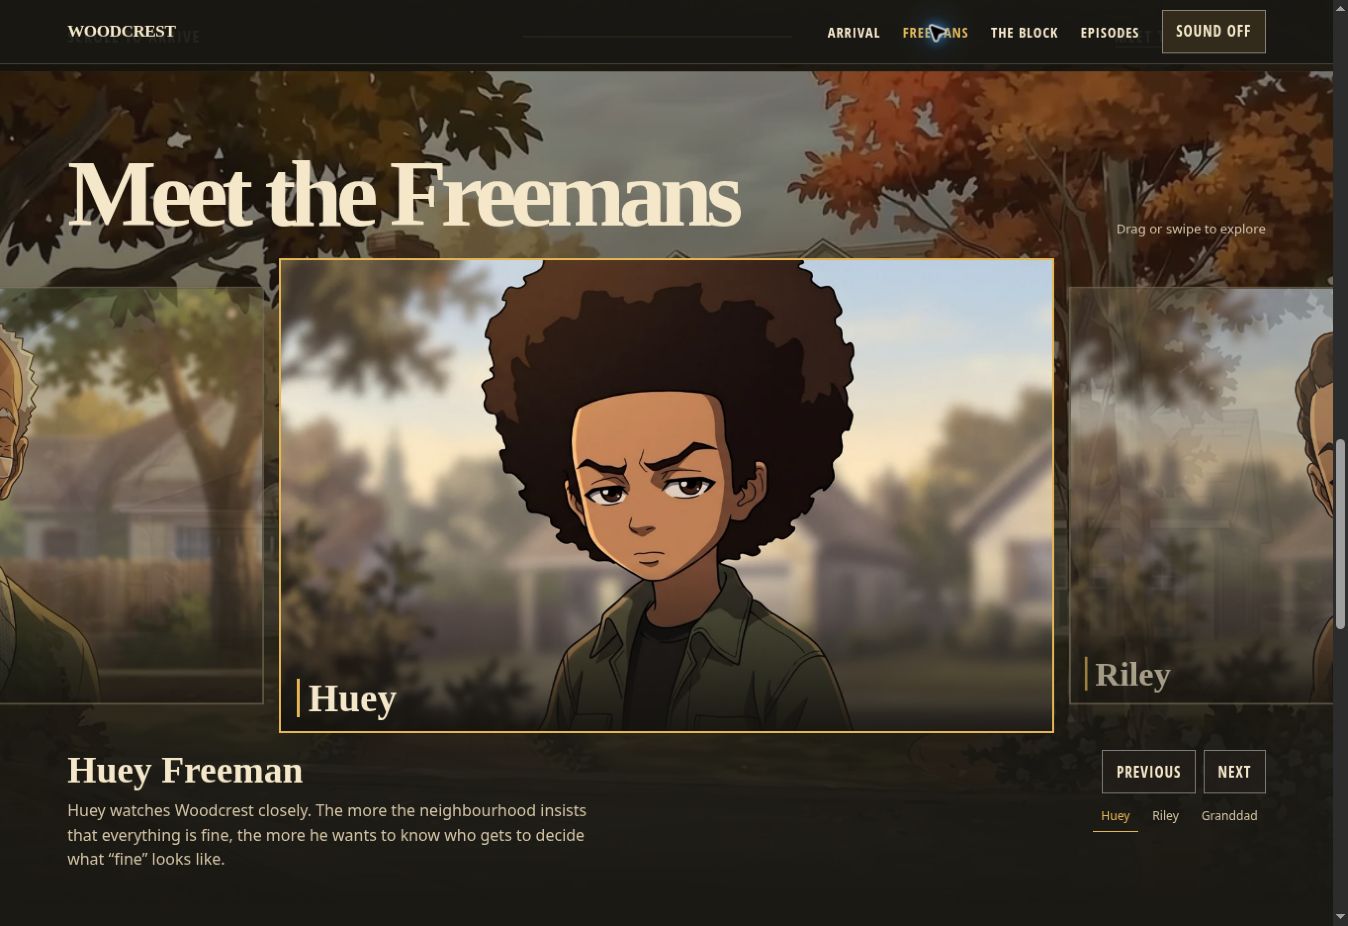 WOODCREST
ARRIVAL
FREEMANS
THE BLOCK
EPISODES
SOUND OFF
Meet the Freemans
Drag or swipe to explore
Huey
Riley
Huey Freeman
Huey watches Woodcrest closely. The more the neighbourhood insists
that everything is fine, the more he wants to know who gets to decide
what “fine” looks like.
PREVIOUS
NEXT
Huey
Riley
Granddad